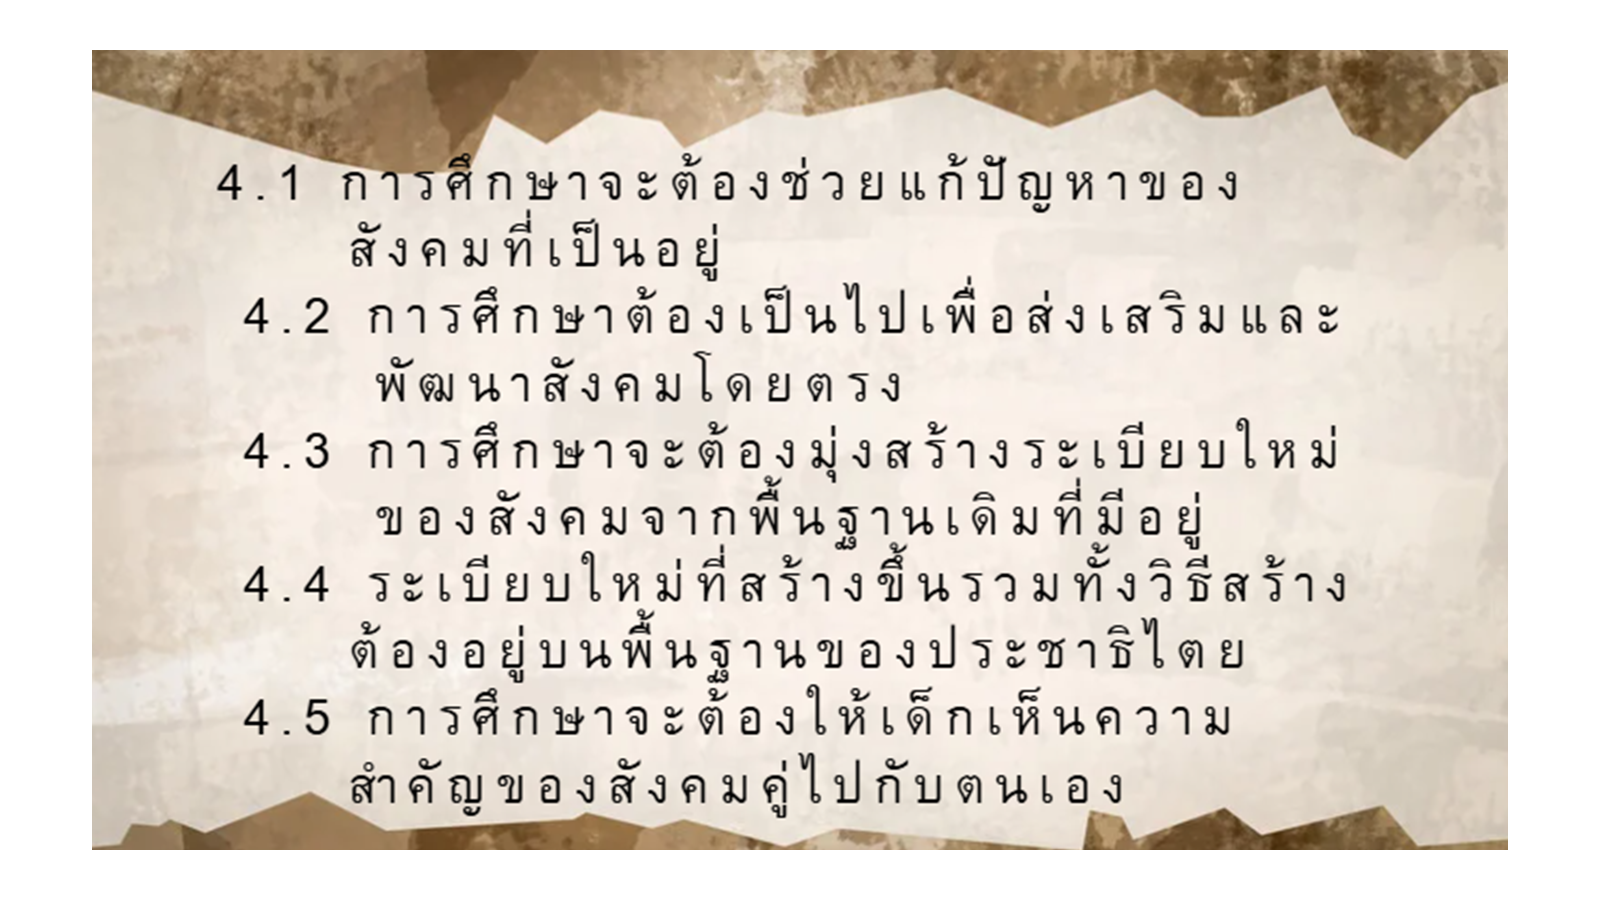 4.1 การศึกษาจะต้องช่วยแก้ปัญหาของ
สังคมที่เป็นอยู่
4.2 การศึกษาต้องเป็นไปเพื่อส่งเสริมและ
พัฒนาสังคมโดยตรง
4.3 การศึกษาจะต้องมุ่งสร้างระเบียบใหม่
ของสังคมจากพื้นฐานเดิมที่มีอยู่
4.4 ระเบียบใหม่ที่สร้างขึ้นรวมทั้งวิธีสร้าง
ต้องอยู่บนพื้นฐานของประชาธิไตย
4.5 การศึกษาจะต้องให้เด็กเห็นความ
สำคัญของสังคมคู่ไปกับตนเอง